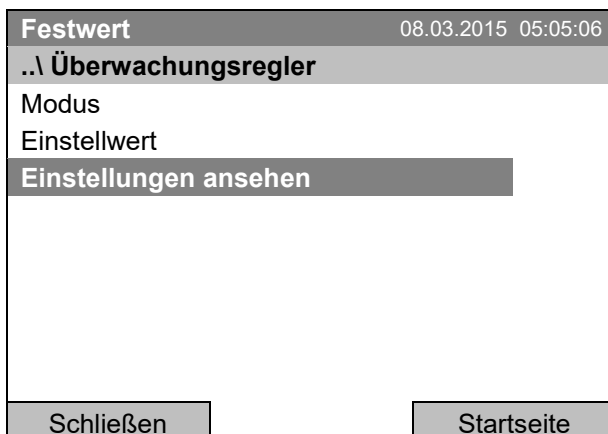 Festwert 08.03.2015 05:05:06
..\ Überwachungsregler
Modus
Einstellwert
Einstellungen ansehen
Schließen Startseite